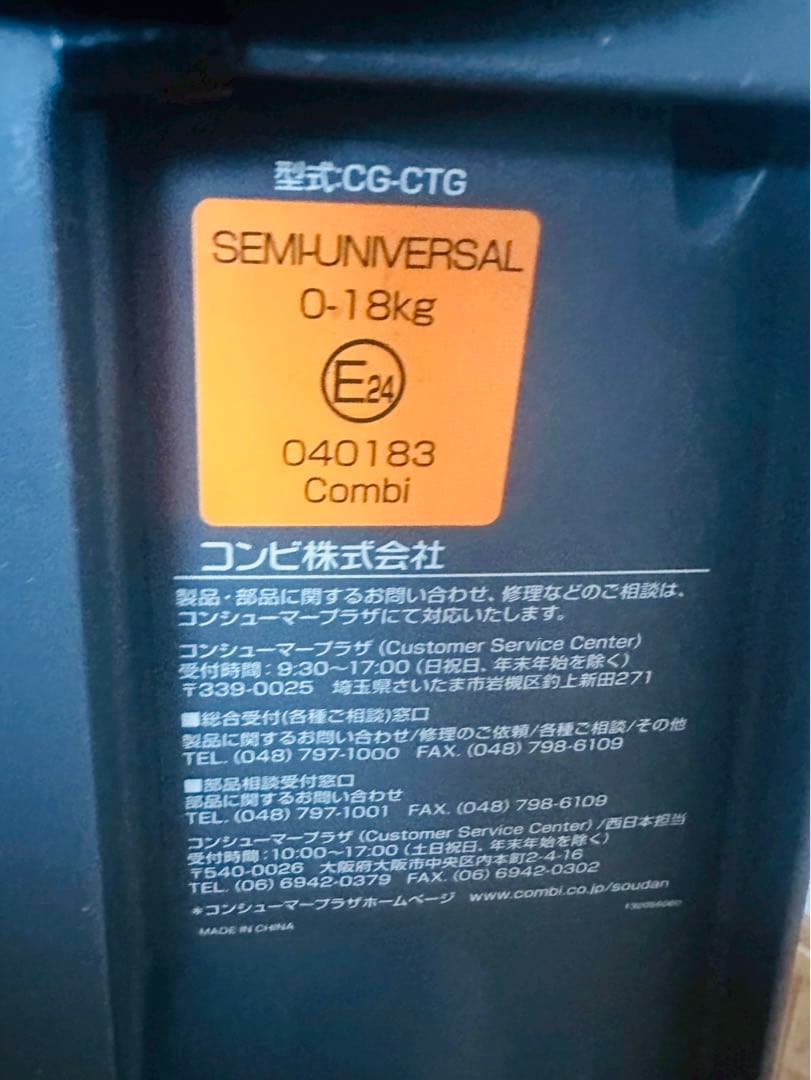 型式:CG-CTG
SEMI-UNIVERSAL
0-18kg
E24
040183
Combi
コンビ株式会社
製品・部品に関するお問い合わせ、修理などのご相談は、
コンシューマープラザにて対応いたします。
コンシューマープラザ (Customer Service Center)
受付時間：9:30～17:00 (日祝日、年末年始を除く)
〒339-0025 埼玉県さいたま市岩槻区釣上新田271
■総合受付(各種ご相談)窓口
製品に関するお問い合わせ/修理のご依頼/各種ご相談/その他
TEL. (048) 797-1000 FAX. (048) 798-6109
■部品相談受付窓口
部品に関するお問い合わせ
TEL. (048) 797-1001 FAX. (048) 798-6109
コンシューマープラザ (Customer Service Center) /西日本担当
受付時間：10:00～17:00 (土日祝日、年末年始を除く)
〒540-0026 大阪府大阪市中央区内本町2-4-16
TEL. (06) 6942-0379 FAX. (06) 6942-0302
＊コンシューマープラザホームページ www.combi.co.jp/soudan
MADE IN CHINA